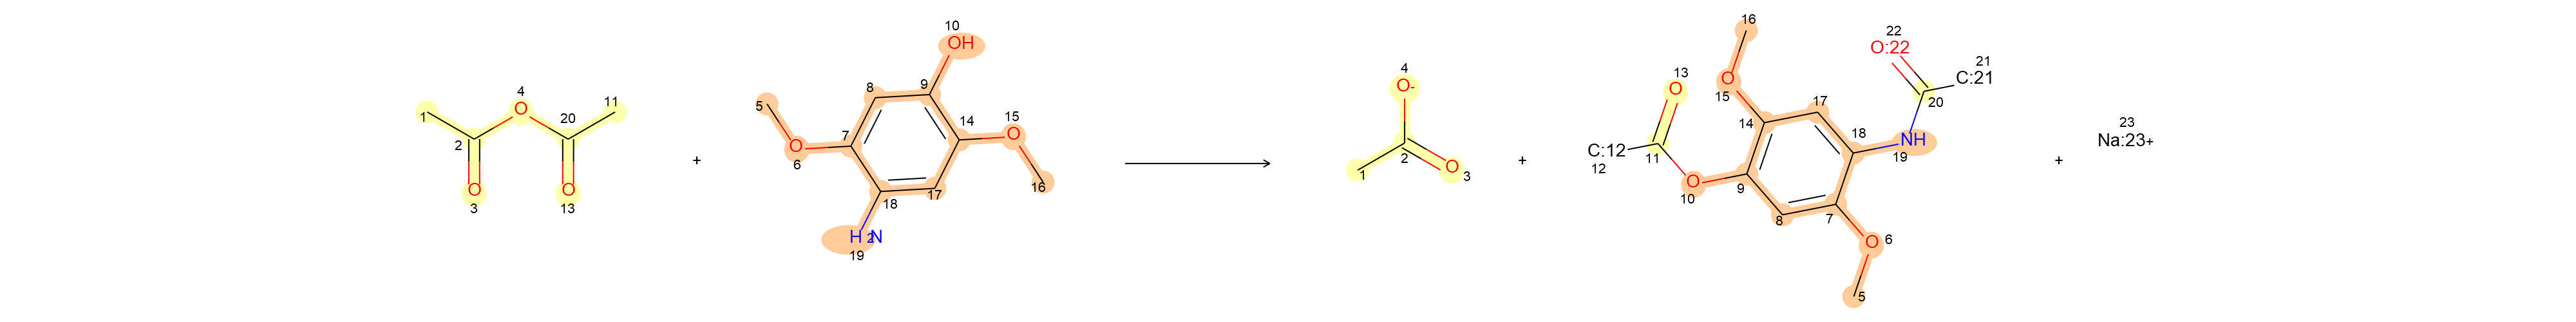 1 2 O 3 O 4 O 13 20 11
+
5 O 6 7 8 9 OH 10 14 O 15 16 17 18 H2N 19
1 2 O- 4 O 3
+
C:12 12 11 O 13 O 10 9 8 7 O 6 5 14 O 15 16 17 18 NH 19 20 O:22 22 C:21 21
+
Na:23+ 23